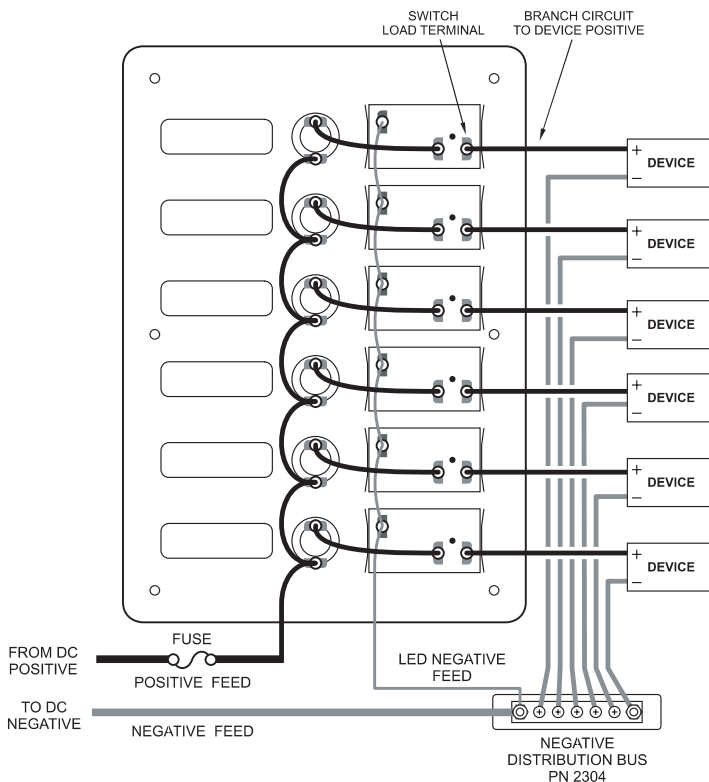 SWITCH
LOAD TERMINAL
BRANCH CIRCUIT
TO DEVICE POSITIVE
+
DEVICE
–
+
DEVICE
–
+
DEVICE
–
+
DEVICE
–
+
DEVICE
–
+
DEVICE
–
FROM DC
POSITIVE
FUSE
POSITIVE FEED
LED NEGATIVE
FEED
TO DC
NEGATIVE
NEGATIVE FEED
NEGATIVE
DISTRIBUTION BUS
PN 2304